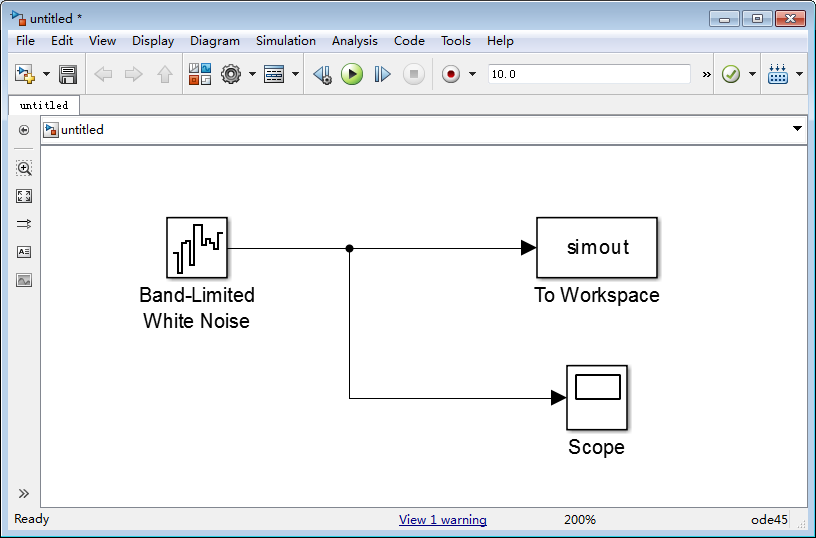 untitled *
File Edit View Display Diagram Simulation Analysis Code Tools Help
10.0 »
untitled
untitled
simout
Band-Limited
White Noise
To Workspace
Scope
Ready View 1 warning 200% ode45